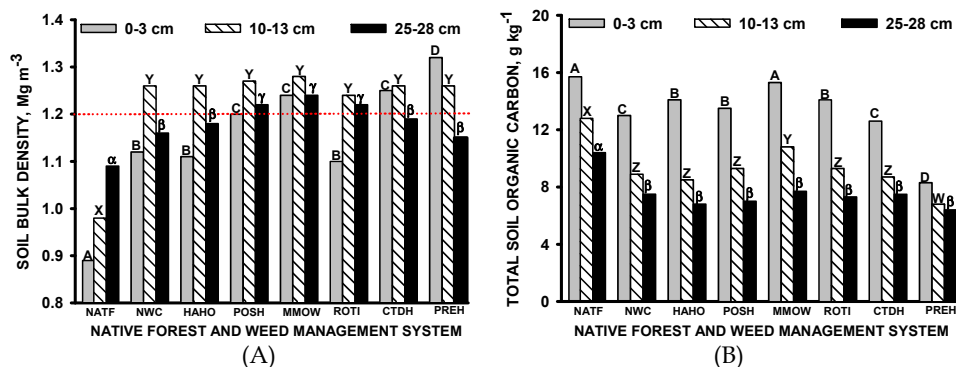 0-3 cm 10-13 cm 25-28 cm
SOIL BULK DENSITY, Mg m-3
1.4
1.3
1.2
1.1
1.0
0.9
0.8
A X α
B Y β
B Y β
C Y γ
C Y γ
B Y γ
C Y β
D Y β
NATF NWC HAHO POSH MMOW ROTI CTDH PREH
NATIVE FOREST AND WEED MANAGEMENT SYSTEM
(A)
0-3 cm 10-13 cm 25-28 cm
TOTAL SOIL ORGANIC CARBON, g kg-1
20
16
12
8
4
0
A X α
C Z β
B Z β
B Z β
A Y β
B Z β
C Z β
D W β
NATF NWC HAHO POSH MMOW ROTI CTDH PREH
NATIVE FOREST AND WEED MANAGEMENT SYSTEM
(B)